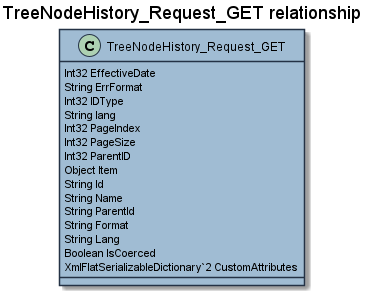 TreeNodeHistory_Request_GET relationship
C TreeNodeHistory_Request_GET
Int32 EffectiveDate
String ErrFormat
Int32 IDType
String lang
Int32 PageIndex
Int32 PageSize
Int32 ParentID
Object Item
String Id
String Name
String ParentId
String Format
String Lang
Boolean IsCoerced
XmlFlatSerializableDictionary`2 CustomAttributes